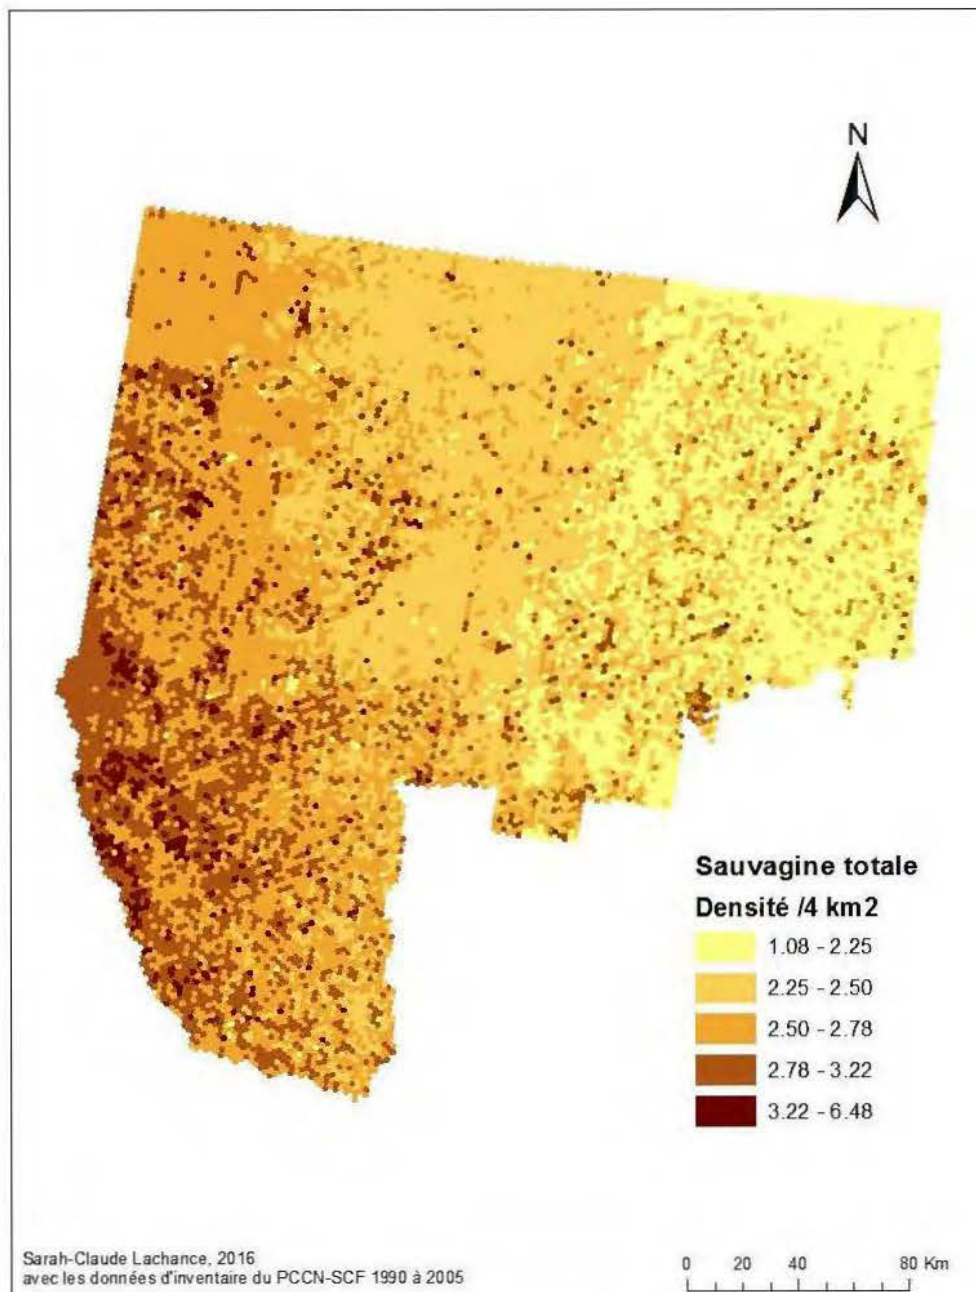 N
Sauvagine totale
Densité /4 km2
1.08 - 2.25
2.25 - 2.50
2.50 - 2.78
2.78 - 3.22
3.22 - 6.48
Sarah-Claude Lachance, 2016
avec les données d'inventaire du PCCN-SCF 1990 à 2005
0 20 40 80 Km